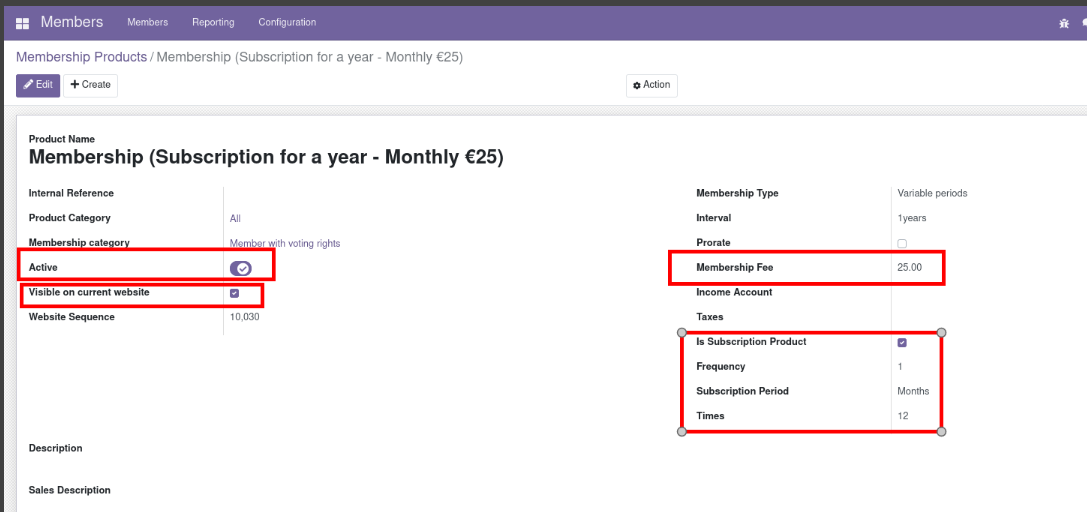 Members Members Reporting Configuration
Membership Products / Membership (Subscription for a year - Monthly €25)
Edit Create Action
Product Name
Membership (Subscription for a year - Monthly €25)
Internal Reference
Product Category All
Membership category Member with voting rights
Active
Visible on current website
Website Sequence 10,030
Membership Type Variable periods
Interval 1years
Prorate
Membership Fee 25.00
Income Account
Taxes
Is Subscription Product
Frequency 1
Subscription Period Months
Times 12
Description
Sales Description